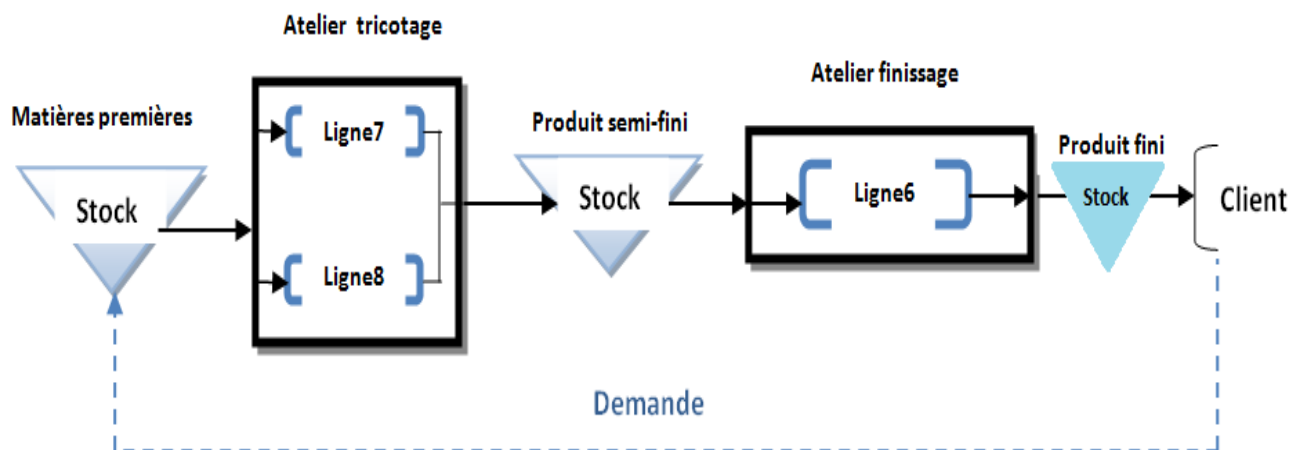 Atelier tricotage
Atelier finissage
Matières premières
Ligne7
Produit semi-fini
Produit fini
Stock
Stock
Ligne6
Stock
Client
Ligne8
Demande